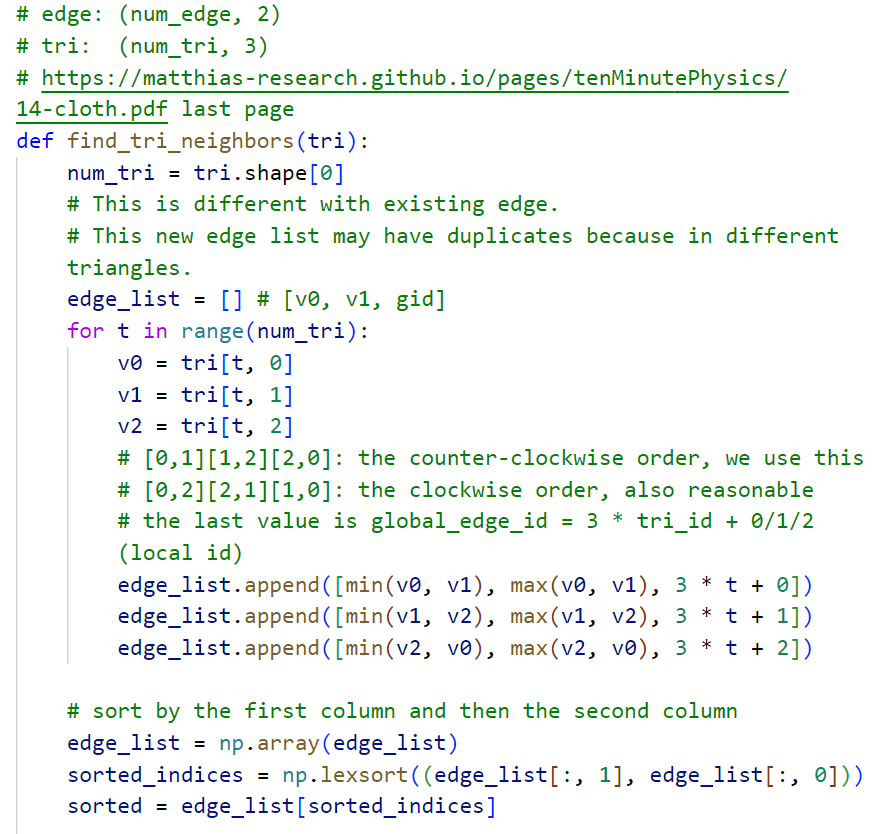 # edge: (num_edge, 2)
# tri:  (num_tri, 3)
# https://matthias-research.github.io/pages/tenMinutePhysics/
14-cloth.pdf last page
def find_tri_neighbors(tri):
    num_tri = tri.shape[0]
    # This is different with existing edge.
    # This new edge list may have duplicates because in different
    triangles.
    edge_list = [] # [v0, v1, gid]
    for t in range(num_tri):
        v0 = tri[t, 0]
        v1 = tri[t, 1]
        v2 = tri[t, 2]
        # [0,1][1,2][2,0]: the counter-clockwise order, we use this
        # [0,2][2,1][1,0]: the clockwise order, also reasonable
        # the last value is global_edge_id = 3 * tri_id + 0/1/2
        (local id)
        edge_list.append([min(v0, v1), max(v0, v1), 3 * t + 0])
        edge_list.append([min(v1, v2), max(v1, v2), 3 * t + 1])
        edge_list.append([min(v2, v0), max(v2, v0), 3 * t + 2])

    # sort by the first column and then the second column
    edge_list = np.array(edge_list)
    sorted_indices = np.lexsort((edge_list[:, 1], edge_list[:, 0]))
    sorted = edge_list[sorted_indices]